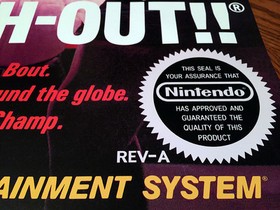 H-OUT!!®
Bout.
und the globe.
Champ.
THIS SEAL IS
YOUR ASSURANCE THAT
Nintendo®
HAS APPROVED AND
GUARANTEED THE
QUALITY OF THIS
PRODUCT
REV-A
AINMENT SYSTEM®